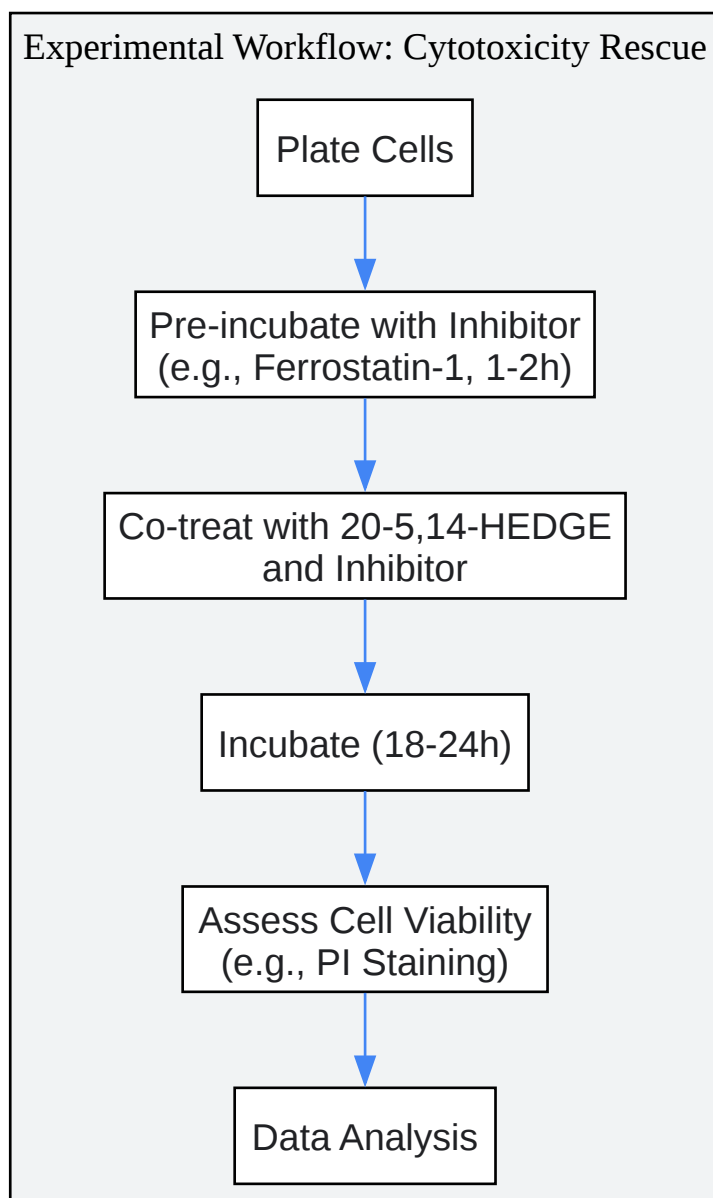 Experimental Workflow: Cytotoxicity Rescue
Plate Cells
Pre-incubate with Inhibitor
(e.g., Ferrostatin-1, 1-2h)
Co-treat with 20-5,14-HEDGE
and Inhibitor
Incubate (18-24h)
Assess Cell Viability
(e.g., PI Staining)
Data Analysis